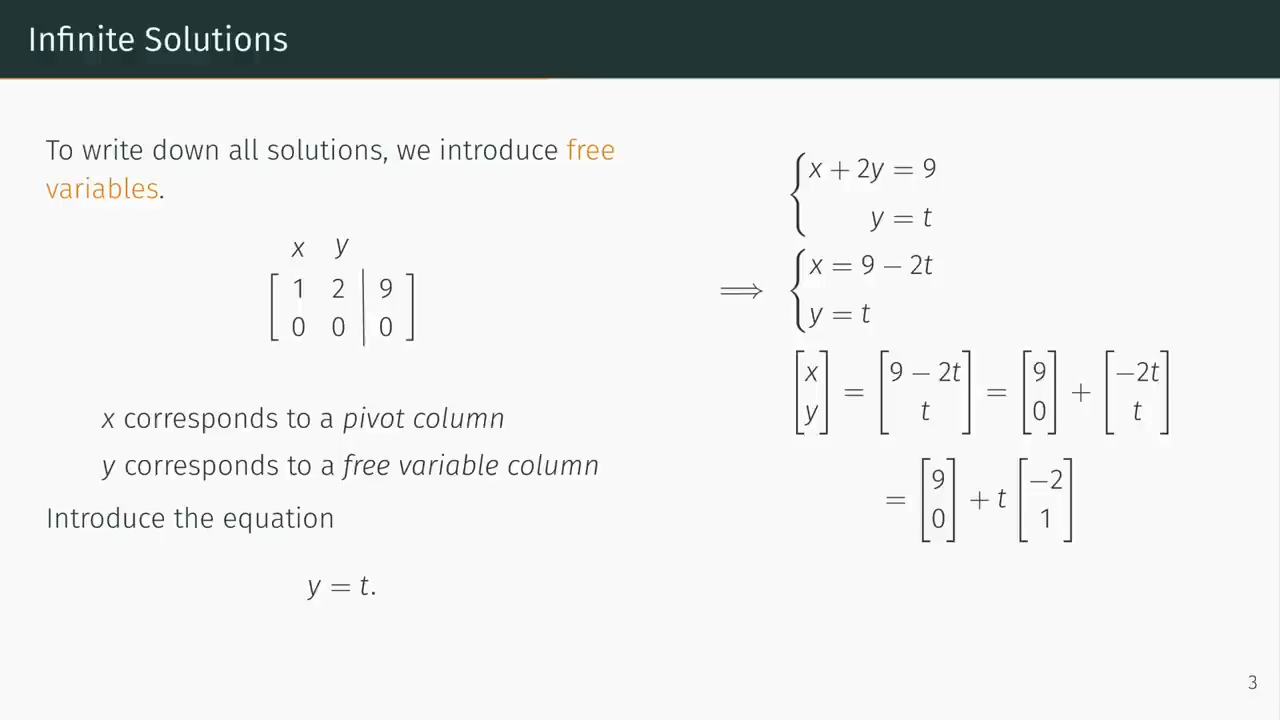 Infinite Solutions
To write down all solutions, we introduce free
variables.
x y
[ 1 2 | 9 ]
[ 0 0 | 0 ]
x corresponds to a pivot column
y corresponds to a free variable column
Introduce the equation
y = t.
{ x + 2y = 9
y = t
⟹ { x = 9 − 2t
y = t
[x y] = [9 − 2t t] = [9 0] + [−2t t]
= [9 0] + t [−2 1]
3